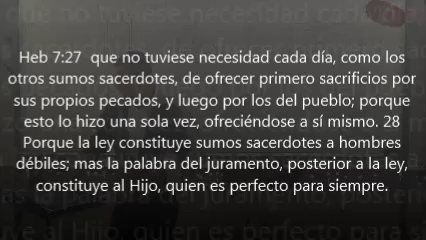 Heb 7:27  que no tuviese necesidad cada día, como los
otros sumos sacerdotes, de ofrecer primero sacrificios por
sus propios pecados, y luego por los del pueblo; porque
esto lo hizo una sola vez, ofreciéndose a sí mismo. 28
Porque la ley constituye sumos sacerdotes a hombres
débiles; mas la palabra del juramento, posterior a la ley,
constituye al Hijo, quien es perfecto para siempre.